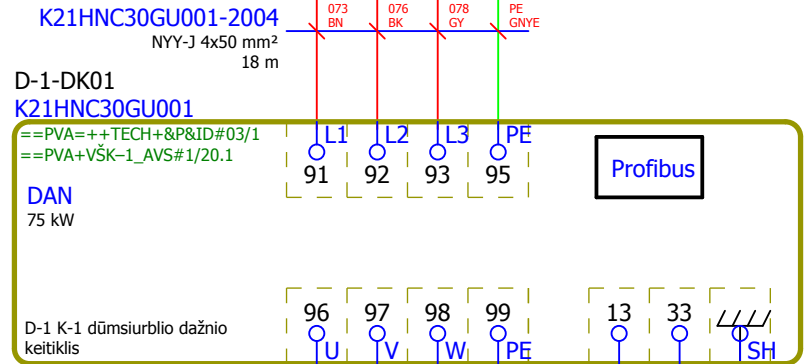 K21HNC30GU001-2004
NYY-J 4x50 mm²
18 m
073 076 078 PE
BN BK GY GNYE
D-1-DK01
K21HNC30GU001
==PVA=++TECH+&P&ID#03/1
==PVA+VŠK–1_AVS#1/20.1
L1 L2 L3 PE
91 92 93 95
Profibus
DAN
75 kW
96 97 98 99 13 33
U V W PE SH
D-1 K-1 dūmsiurblio dažnio
keitiklis